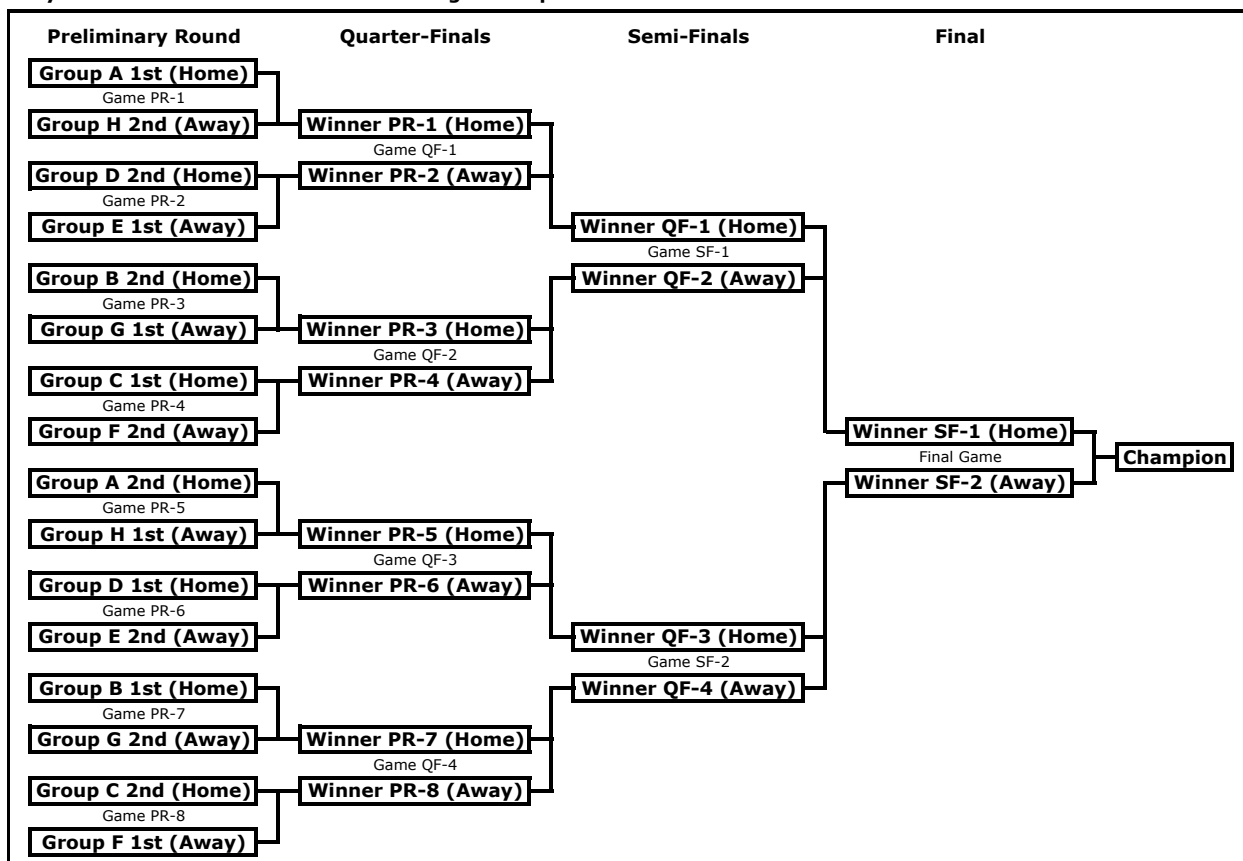 Preliminary Round Quarter-Finals Semi-Finals Final
Group A 1st (Home)
Game PR-1
Group H 2nd (Away) Winner PR-1 (Home)
Game QF-1
Group D 2nd (Home) Winner PR-2 (Away)
Game PR-2
Group E 1st (Away) Winner QF-1 (Home)
Game SF-1
Group B 2nd (Home) Winner QF-2 (Away)
Game PR-3
Group G 1st (Away) Winner PR-3 (Home)
Game QF-2
Group C 1st (Home) Winner PR-4 (Away)
Game PR-4
Group F 2nd (Away) Winner SF-1 (Home)
Final Game Champion
Group A 2nd (Home) Winner SF-2 (Away)
Game PR-5
Group H 1st (Away) Winner PR-5 (Home)
Game QF-3
Group D 1st (Home) Winner PR-6 (Away)
Game PR-6
Group E 2nd (Away) Winner QF-3 (Home)
Game SF-2
Group B 1st (Home) Winner QF-4 (Away)
Game PR-7
Group G 2nd (Away) Winner PR-7 (Home)
Game QF-4
Group C 2nd (Home) Winner PR-8 (Away)
Game PR-8
Group F 1st (Away)